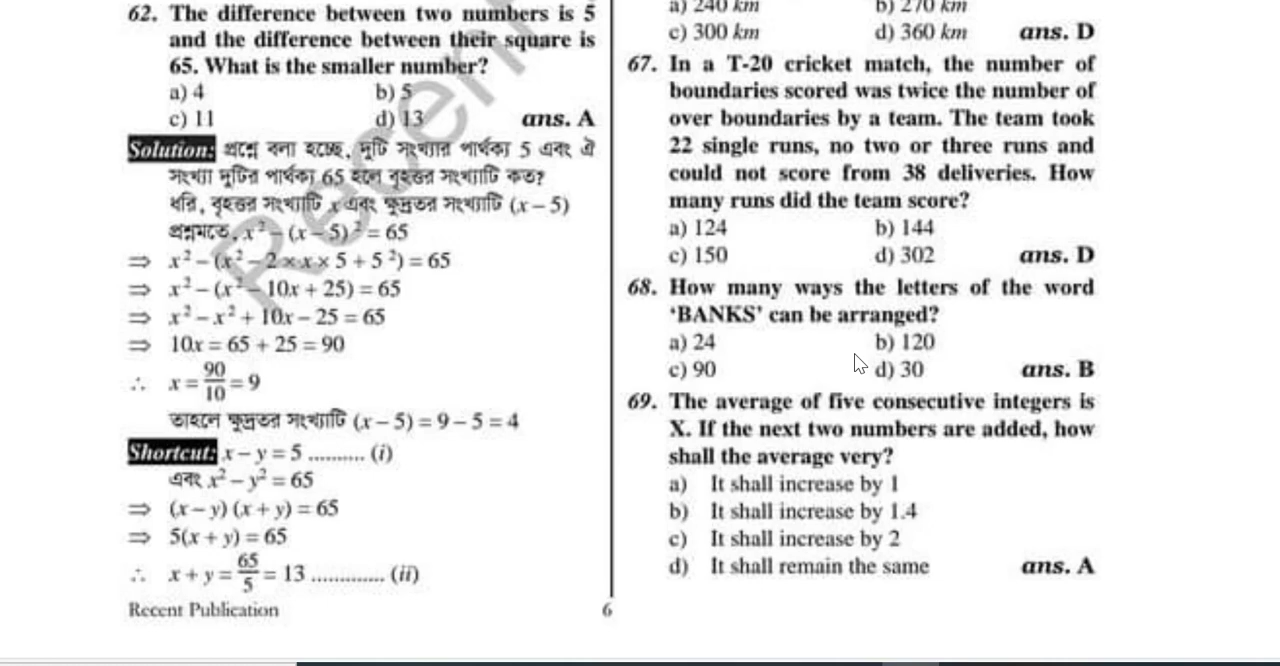 62. The difference between two numbers is 5
and the difference between their square is
65. What is the smaller number?
a) 4 b) 5
c) 11 d) 13 ans. A
Solution: প্রশ্নে বলা হচ্ছে, দুটি সংখ্যার পার্থক্য 5 এবং ঐ
সংখ্যা দুটির পার্থক্য 65 হলে বৃহত্তর সংখ্যাটি কত?
ধরি, বৃহত্তর সংখ্যাটি x এবং ক্ষুদ্রতর সংখ্যাটি (x – 5)
প্রশ্নমতে, x² – (x – 5)² = 65
⇒ x² – (x² – 2 × x × 5 + 5²) = 65
⇒ x² – (x² – 10x + 25) = 65
⇒ x² – x² + 10x – 25 = 65
⇒ 10x = 65 + 25 = 90
∴ x = 90/10 = 9
তাহলে ক্ষুদ্রতর সংখ্যাটি (x – 5) = 9 – 5 = 4
Shortcut: x – y = 5 .......... (i)
এবং x² – y² = 65
⇒ (x – y) (x + y) = 65
⇒ 5(x + y) = 65
∴ x + y = 65/5 = 13 ............. (ii)
Recent Publication
6
a) 240 km b) 270 km
c) 300 km d) 360 km ans. D
67. In a T-20 cricket match, the number of
boundaries scored was twice the number of
over boundaries by a team. The team took
22 single runs, no two or three runs and
could not score from 38 deliveries. How
many runs did the team score?
a) 124 b) 144
c) 150 d) 302 ans. D
68. How many ways the letters of the word
‘BANKS’ can be arranged?
a) 24 b) 120
c) 90 d) 30 ans. B
69. The average of five consecutive integers is
X. If the next two numbers are added, how
shall the average very?
a) It shall increase by 1
b) It shall increase by 1.4
c) It shall increase by 2
d) It shall remain the same ans. A
Recent